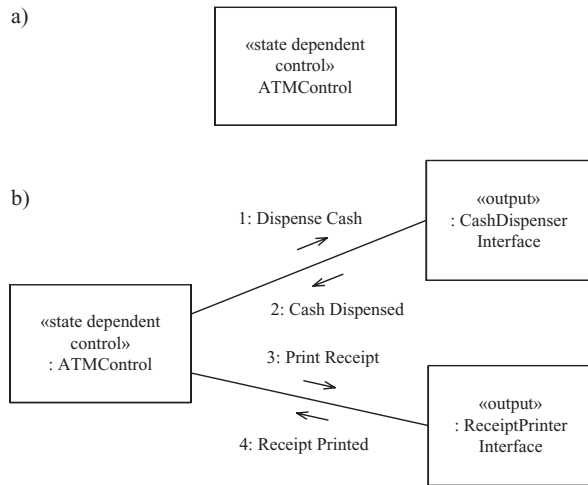 a)
«state dependent
control»
ATMControl
b)
1: Dispense Cash
«output»
: CashDispenser
Interface
2: Cash Dispensed
«state dependent
control»
: ATMControl
3: Print Receipt
«output»
: ReceiptPrinter
Interface
4: Receipt Printed